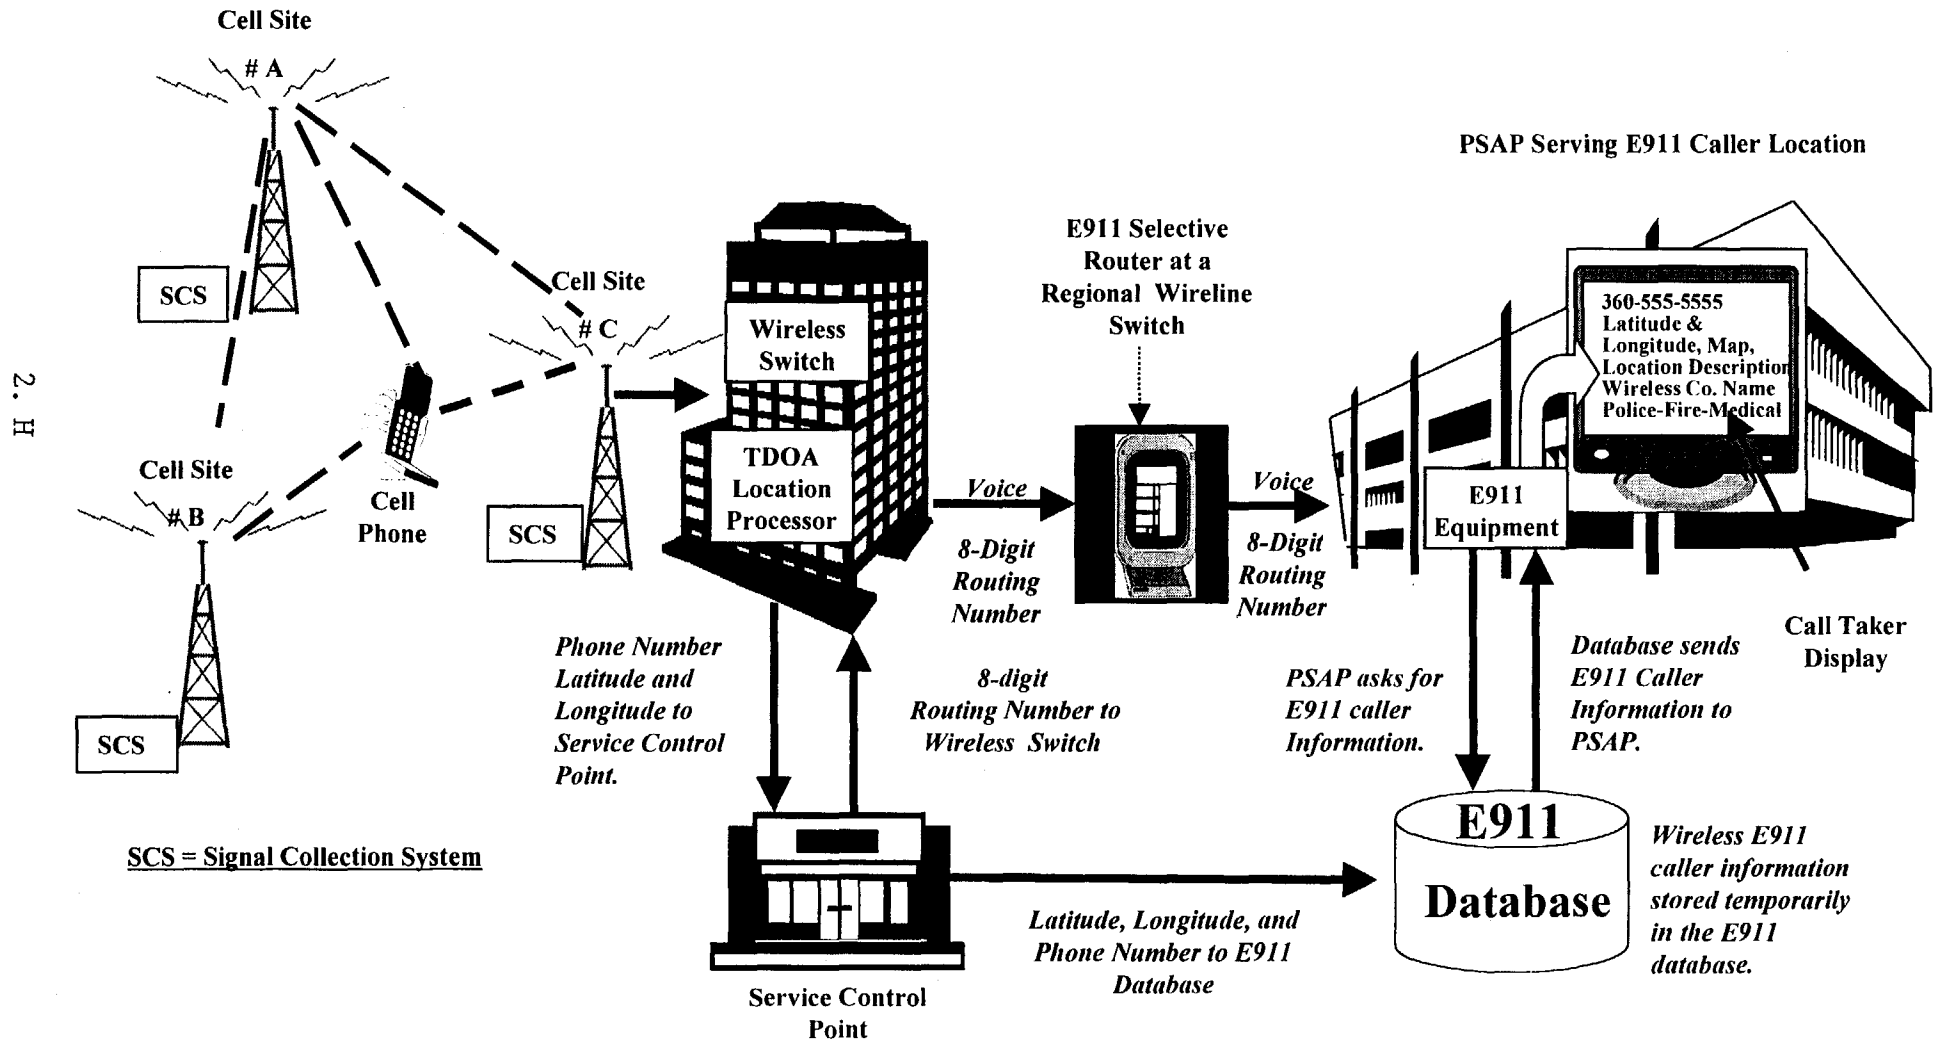 Cell Site
# A
SCS
Cell Site
# B
SCS
Cell
Phone
Cell Site
# C
SCS
SCS = Signal Collection System
2. H
Wireless
Switch
TDOA
Location
Processor
Phone Number
Latitude and
Longitude to
Service Control
Point.
8-digit
Routing Number to
Wireless Switch
Service Control
Point
Voice
8-Digit
Routing
Number
E911 Selective
Router at a
Regional Wireline
Switch
Voice
8-Digit
Routing
Number
Latitude, Longitude, and
Phone Number to E911
Database
PSAP Serving E911 Caller Location
360-555-5555
Latitude &
Longitude, Map,
Location Description
Wireless Co. Name
Police-Fire-Medical
E911
Equipment
Call Taker
Display
PSAP asks for
E911 caller
Information.
Database sends
E911 Caller
Information to
PSAP.
E911
Database
Wireless E911
caller information
stored temporarily
in the E911
database.